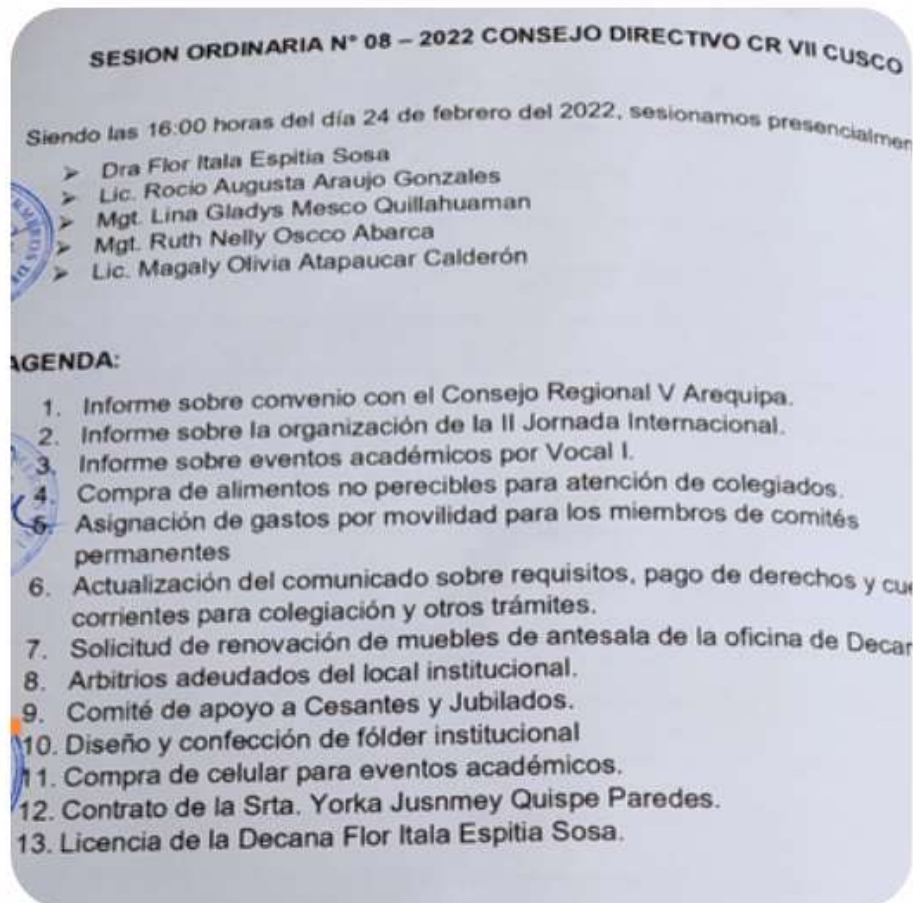 SESION ORDINARIA N° 08 – 2022 CONSEJO DIRECTIVO CR VII CUSCO
Siendo las 16:00 horas del día 24 de febrero del 2022, sesionamos
➢ Dra Flor Itala Espitia Sosa
➢ Lic. Rocio Augusta Araujo Gonzales
➢ Mgt. Lina Gladys Mesco Quillahuaman
➢ Mgt. Ruth Nelly Oscco Abarca
➢ Lic. Magaly Olivia Atapaucar Calderón
AGENDA:
1. Informe sobre convenio con el Consejo Regional V Arequipa.
2. Informe sobre la organización de la II Jornada Internacional.
3. Informe sobre eventos académicos por Vocal I.
4. Compra de alimentos no perecibles para atención de colegiados.
5. Asignación de gastos por movilidad para los miembros de comités
permanentes
6. Actualización del comunicado sobre requisitos, pago de derechos y
corrientes para colegiación y otros trámites.
7. Solicitud de renovación de muebles de antesala de la oficina de
8. Arbitrios adeudados del local institucional.
9. Comité de apoyo a Cesantes y Jubilados.
10. Diseño y confección de fólder institucional
11. Compra de celular para eventos académicos.
12. Contrato de la Srta. Yorka Jusnmey Quispe Paredes.
13. Licencia de la Decana Flor Itala Espitia Sosa.